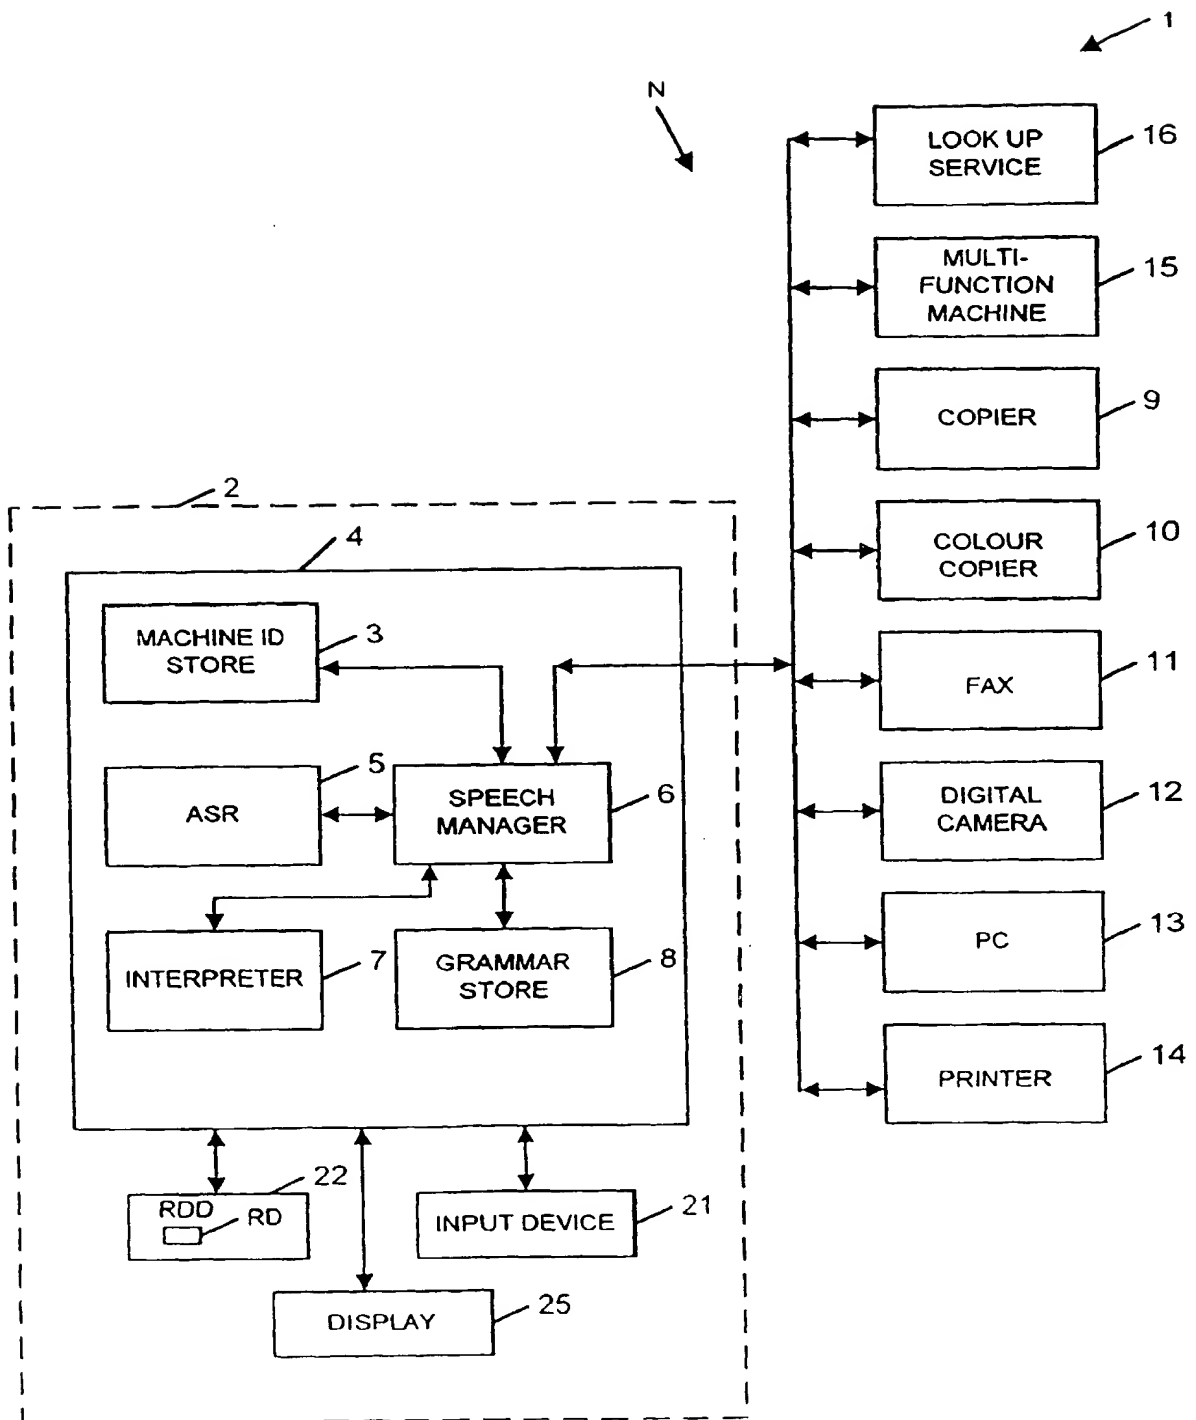 1
N
LOOK UP
SERVICE
16
MULTI-
FUNCTION
MACHINE
15
COPIER
9
COLOUR
COPIER
10
FAX
11
DIGITAL
CAMERA
12
PC
13
PRINTER
14
2
4
MACHINE ID
STORE
3
ASR
5
SPEECH
MANAGER
6
INTERPRETER
7
GRAMMAR
STORE
8
22
RDD
RD
INPUT DEVICE
21
DISPLAY
25